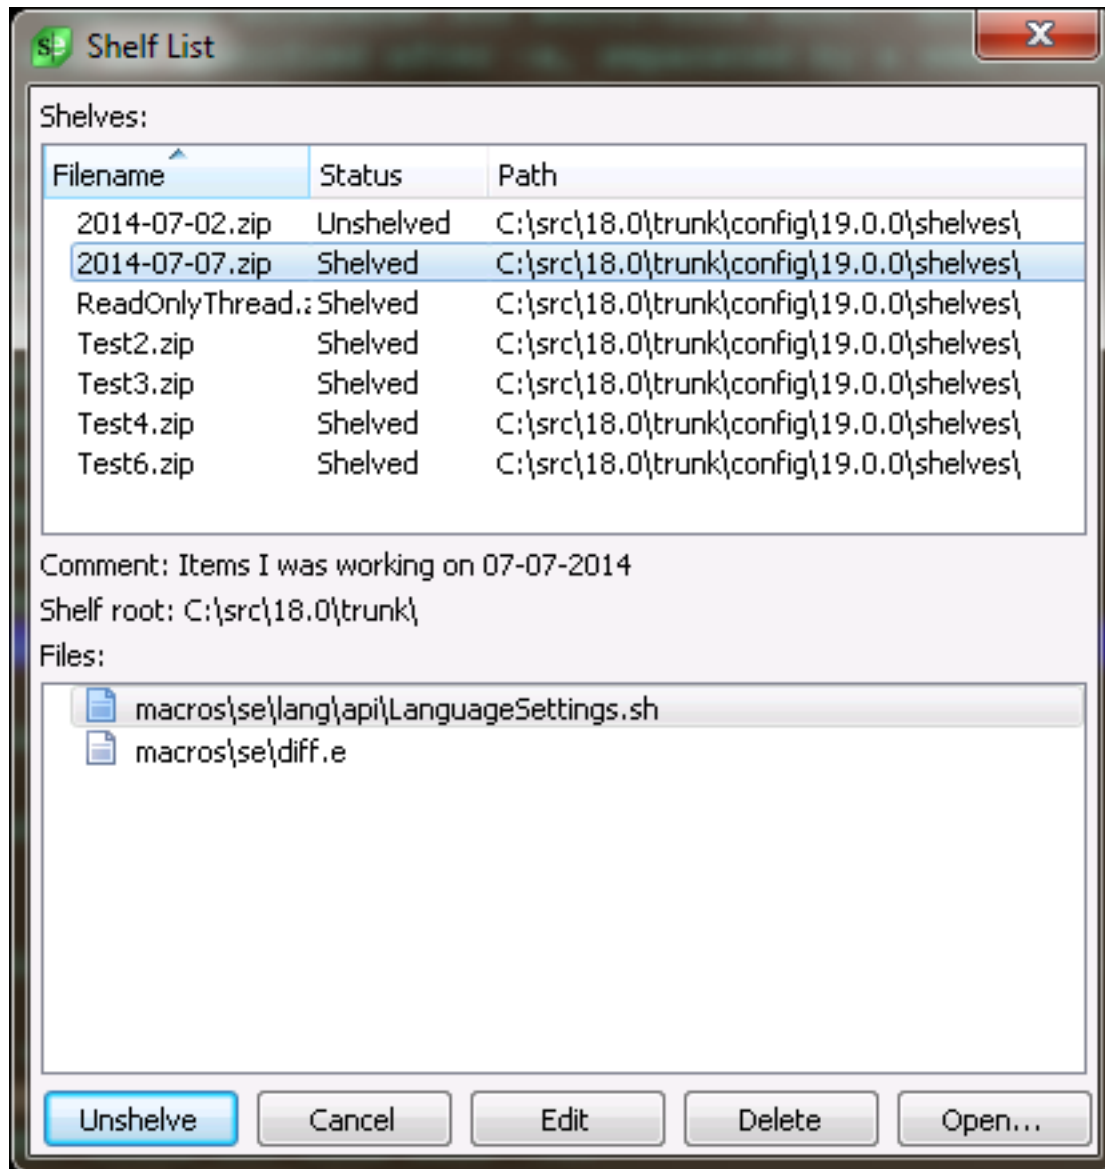 Shelf List
Shelves:
Filename Status Path
2014-07-02.zip Unshelved C:\src\18.0\trunk\config\19.0.0\shelves\
2014-07-07.zip Shelved C:\src\18.0\trunk\config\19.0.0\shelves\
ReadOnlyThread.z Shelved C:\src\18.0\trunk\config\19.0.0\shelves\
Test2.zip Shelved C:\src\18.0\trunk\config\19.0.0\shelves\
Test3.zip Shelved C:\src\18.0\trunk\config\19.0.0\shelves\
Test4.zip Shelved C:\src\18.0\trunk\config\19.0.0\shelves\
Test6.zip Shelved C:\src\18.0\trunk\config\19.0.0\shelves\
Comment: Items I was working on 07-07-2014
Shelf root: C:\src\18.0\trunk\
Files:
macros\se\lang\api\LanguageSettings.sh
macros\se\diff.e
Unshelve Cancel Edit Delete Open...